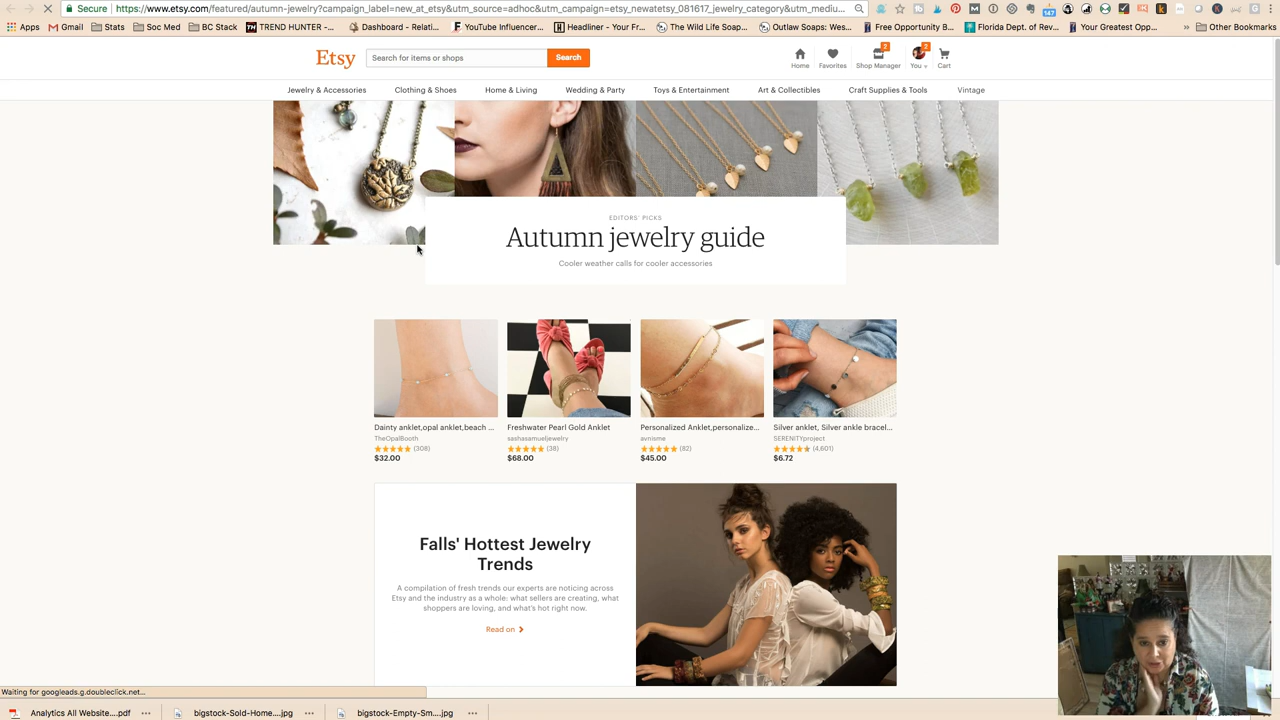 Secure
https://www.etsy.com/featured/autumn-jewelry?campaign_label=new_at_etsy&utm_source=adhoc&utm_campaign=etsy_newatetsy_081617_jewelry_category&utm_mediu...
147
Apps
Gmail
Stats
Soc Med
BC Stack
TREND HUNTER -...
Dashboard - Relati...
YouTube Influencer...
Headliner - Your Fr...
The Wild Life Soap...
Outlaw Soaps: Wes...
Free Opportunity B...
Florida Dept. of Rev...
Your Greatest Opp...
Other Bookmarks
Etsy
Search for items or shops
Search
Home
Favorites
2
Shop Manager
2
You
Cart
Jewelry & Accessories
Clothing & Shoes
Home & Living
Wedding & Party
Toys & Entertainment
Art & Collectibles
Craft Supplies & Tools
Vintage
EDITORS' PICKS
Autumn jewelry guide
Cooler weather calls for cooler accessories
Dainty anklet,opal anklet,beach ...
TheOpalBooth
(308)
$32.00
Freshwater Pearl Gold Anklet
sashasamueljewelry
(38)
$68.00
Personalized Anklet,personalize...
avnisme
(82)
$45.00
Silver anklet, Silver ankle bracel...
SERENITYproject
(4,601)
$6.72
Falls' Hottest Jewelry
Trends
A compilation of fresh trends our experts are noticing across
Etsy and the industry as a whole: what sellers are creating, what
shoppers are loving, and what's hot right now.
Read on
Waiting for googleads.g.doubleclick.net...
Analytics All Website....pdf
bigstock-Sold-Home....jpg
bigstock-Empty-Sm....jpg